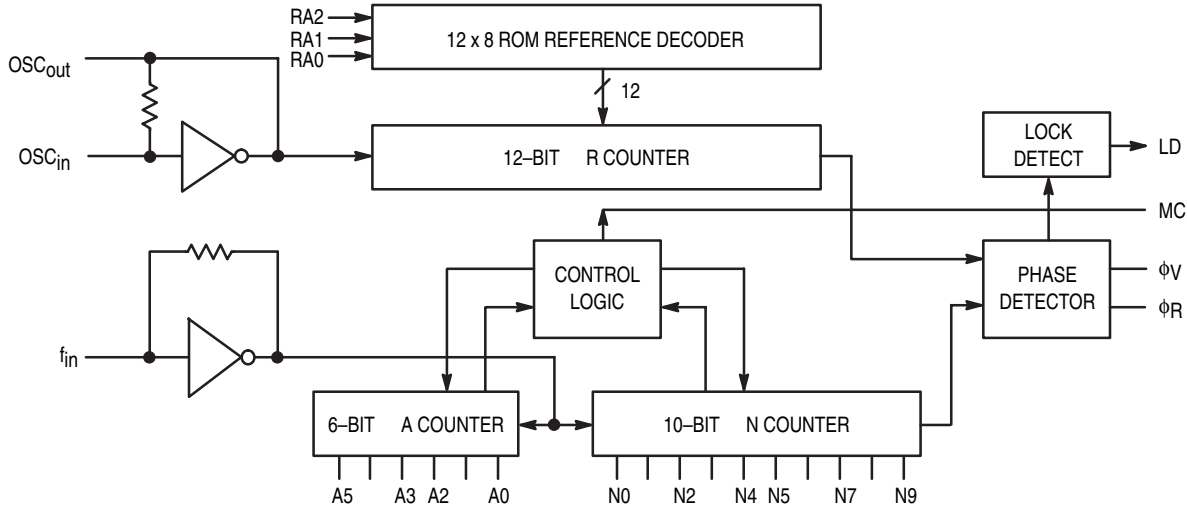 RA2
RA1
RA0
12 x 8 ROM REFERENCE DECODER
OSCout
12
OSCin
12–BIT R COUNTER
LOCK DETECT
LD
MC
CONTROL LOGIC
PHASE DETECTOR
ϕV
ϕR
fin
6–BIT A COUNTER
10–BIT N COUNTER
A5 A3 A2 A0
N0 N2 N4 N5 N7 N9